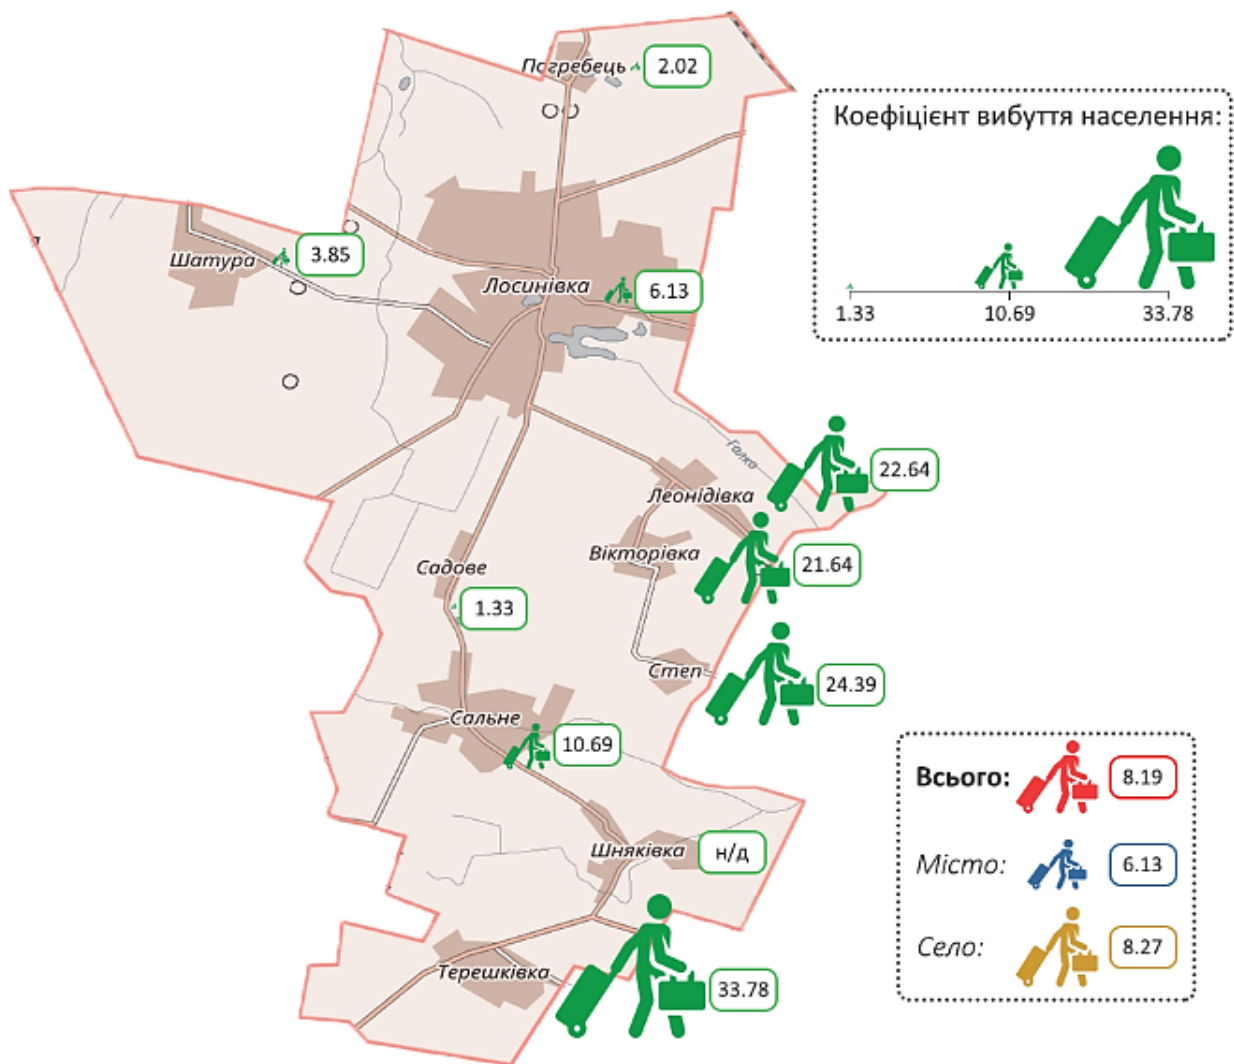 Погребець
2.02
Коефіцієнт вибуття населення:
1.33 10.69 33.78
Шатура
3.85
Лосинівка
6.13
Галка
22.64
Леонідівка
Вікторівка
21.64
Садове
1.33
Степ
24.39
Сальне
10.69
Шняківка
н/д
Терешківка
33.78
Всього: 8.19
Місто: 6.13
Село: 8.27